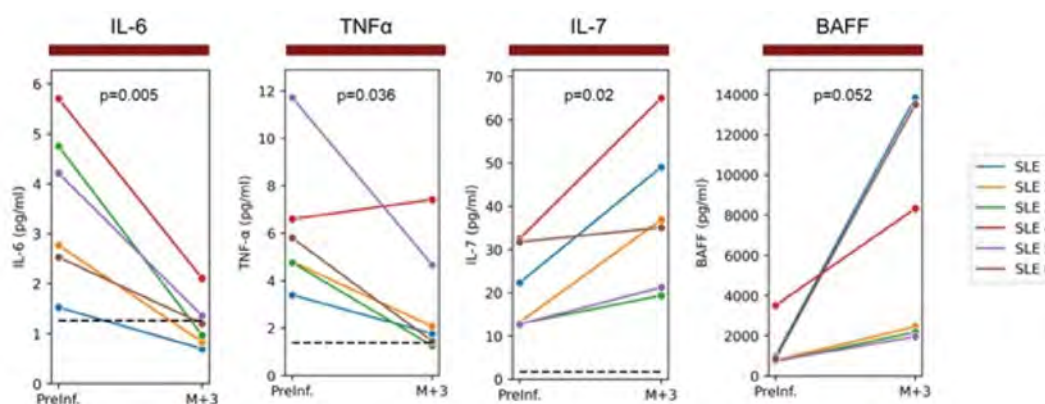 IL-6
TNFα
IL-7
BAFF
p=0.005
p=0.036
p=0.02
p=0.052
IL-6 (pg/ml)
6
5
4
3
2
1
0
PreInf.
M+3
TNF-α (pg/ml)
12
10
8
6
4
2
0
PreInf.
M+3
IL-7 (pg/ml)
70
60
50
40
30
20
10
0
PreInf.
M+3
BAFF (pg/ml)
14000
12000
10000
8000
6000
4000
2000
0
PreInf.
M+3
SLE
SLE
SLE
SLE
SLE
SLE